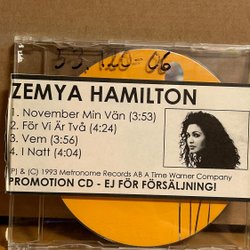 53.120-06
ZEMYA HAMILTON
1. November Min Vän (3:53)
2. För Vi Är Två (4:24)
3. Vem (3:56)
4. I Natt (4:04)
(P) & (C) 1993 Metronome Records AB A Time Warner Company
PROMOTION CD - EJ FÖR FÖRSÄLJNING!